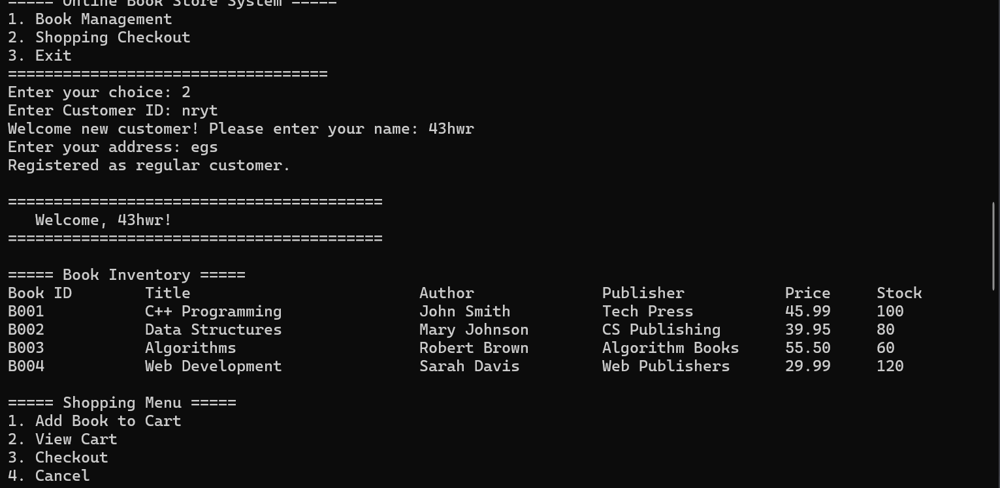 ===== Online Book Store System =====
1. Book Management
2. Shopping Checkout
3. Exit
===================================
Enter your choice: 2
Enter Customer ID: nryt
Welcome new customer! Please enter your name: 43hwr
Enter your address: egs
Registered as regular customer.
=========================================
Welcome, 43hwr!
=========================================
===== Book Inventory =====
Book ID Title Author Publisher Price Stock
B001 C++ Programming John Smith Tech Press 45.99 100
B002 Data Structures Mary Johnson CS Publishing 39.95 80
B003 Algorithms Robert Brown Algorithm Books 55.50 60
B004 Web Development Sarah Davis Web Publishers 29.99 120
===== Shopping Menu =====
1. Add Book to Cart
2. View Cart
3. Checkout
4. Cancel